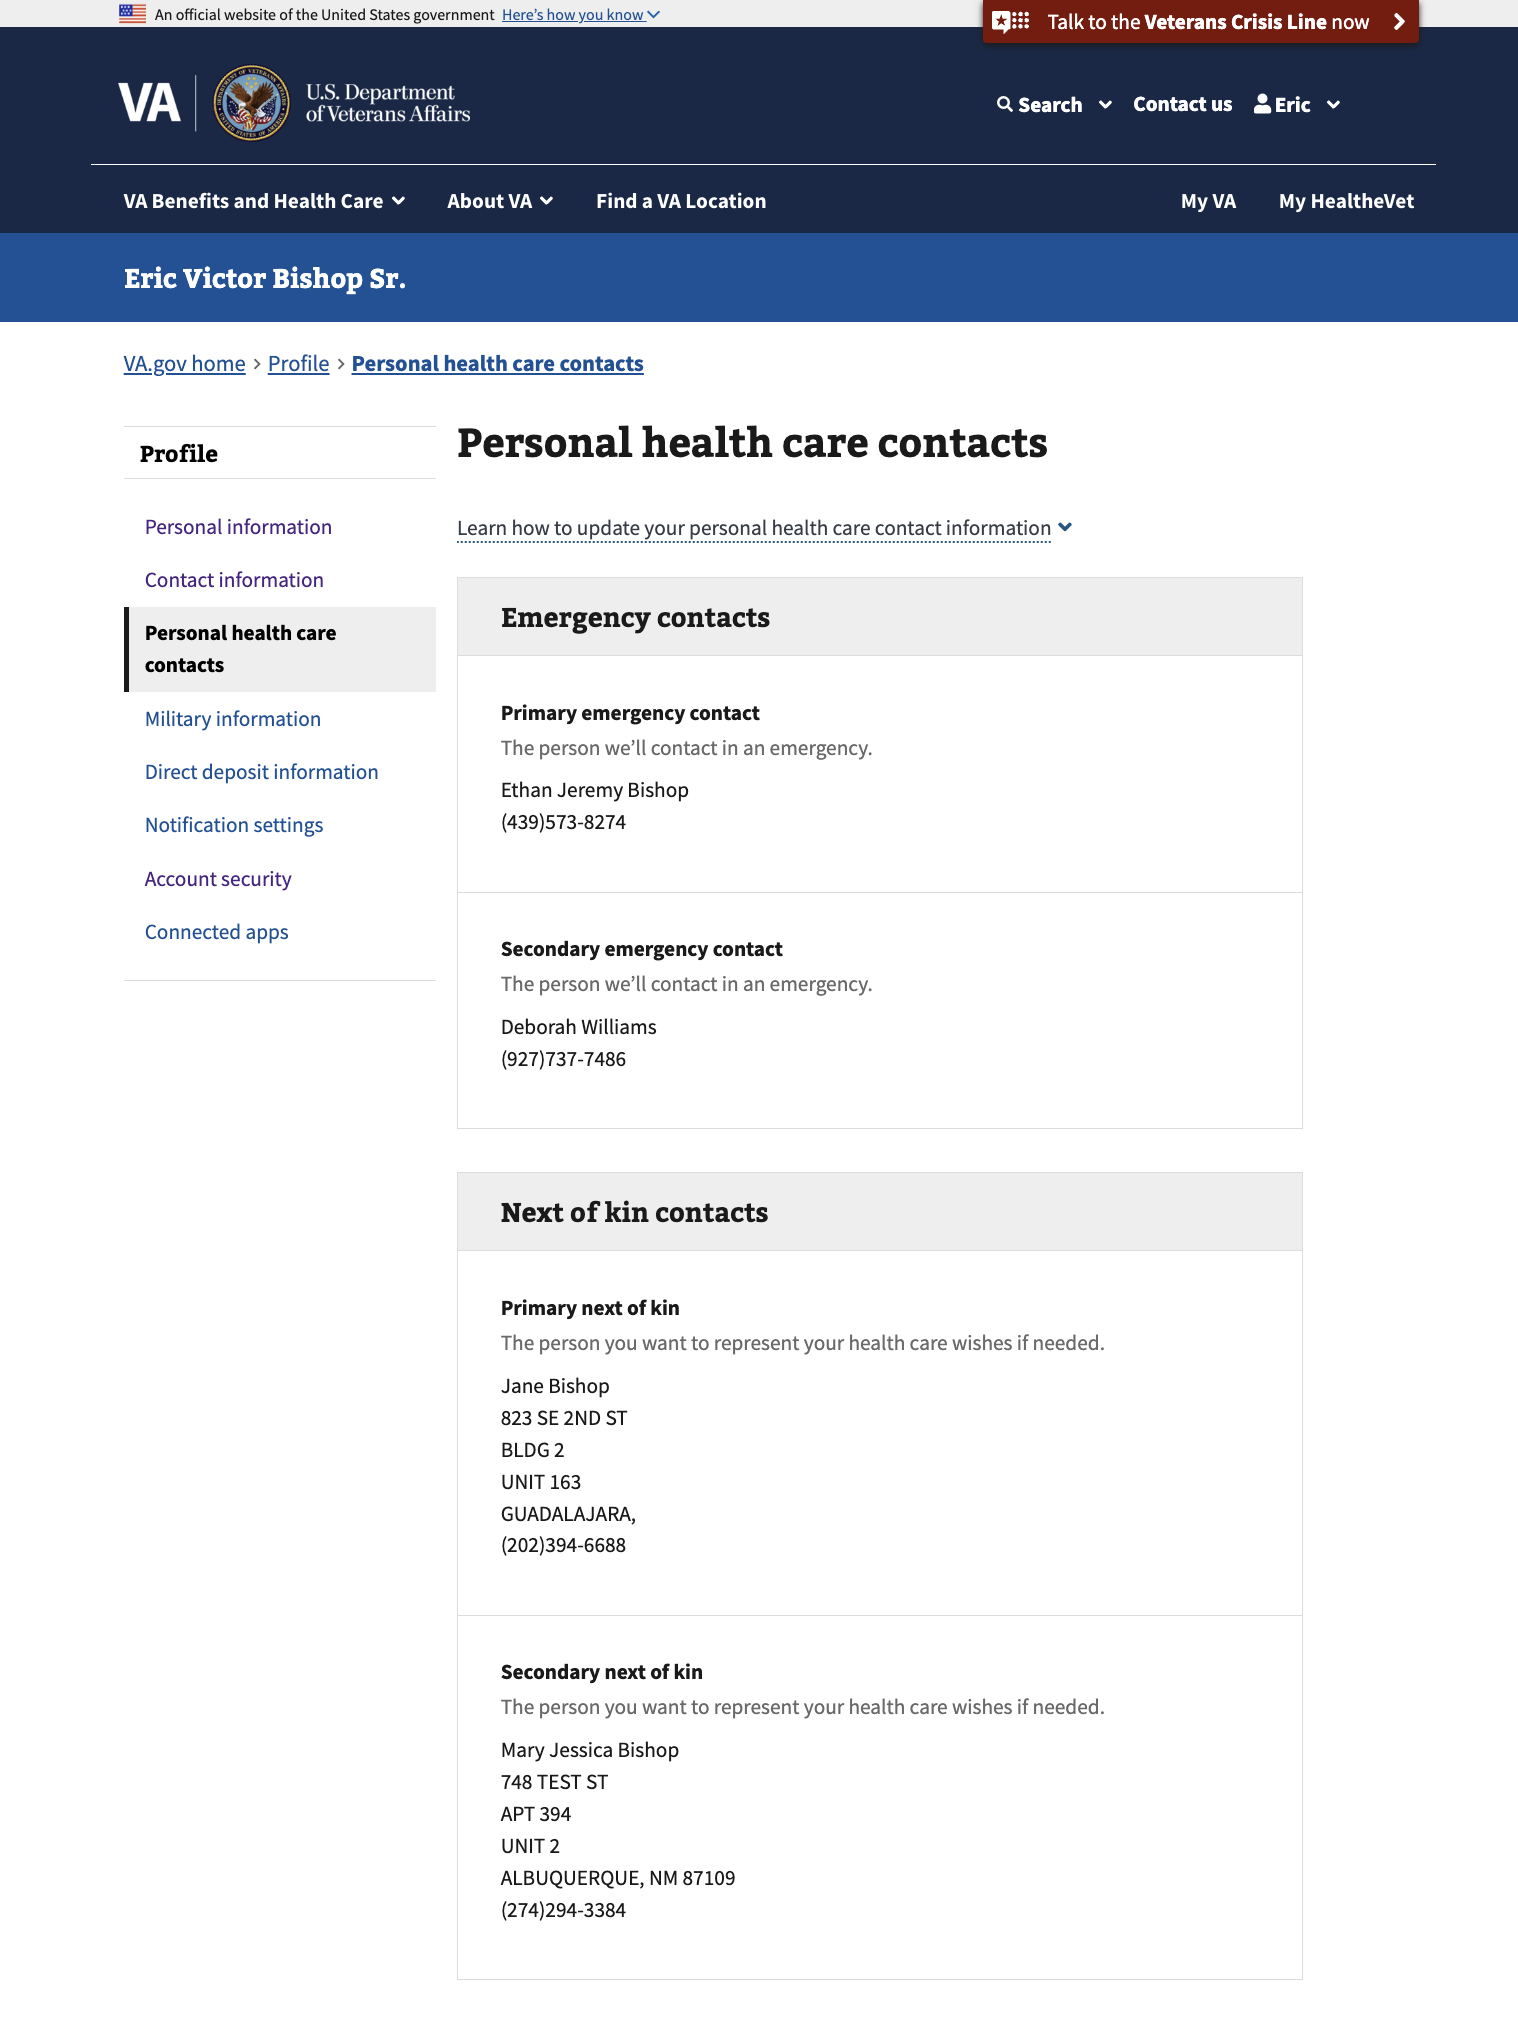 An official website of the United States government Here’s how you know
Talk to the Veterans Crisis Line now
VA
U.S. Department
of Veterans Affairs
Search
Contact us
Eric
VA Benefits and Health Care
About VA
Find a VA Location
My VA
My HealtheVet
Eric Victor Bishop Sr.
VA.gov home › Profile › Personal health care contacts
Profile
Personal information
Contact information
Personal health care
contacts
Military information
Direct deposit information
Notification settings
Account security
Connected apps
Personal health care contacts
Learn how to update your personal health care contact information
Emergency contacts
Primary emergency contact
The person we’ll contact in an emergency.
Ethan Jeremy Bishop
(439)573-8274
Secondary emergency contact
The person we’ll contact in an emergency.
Deborah Williams
(927)737-7486
Next of kin contacts
Primary next of kin
The person you want to represent your health care wishes if needed.
Jane Bishop
823 SE 2ND ST
BLDG 2
UNIT 163
GUADALAJARA,
(202)394-6688
Secondary next of kin
The person you want to represent your health care wishes if needed.
Mary Jessica Bishop
748 TEST ST
APT 394
UNIT 2
ALBUQUERQUE, NM 87109
(274)294-3384